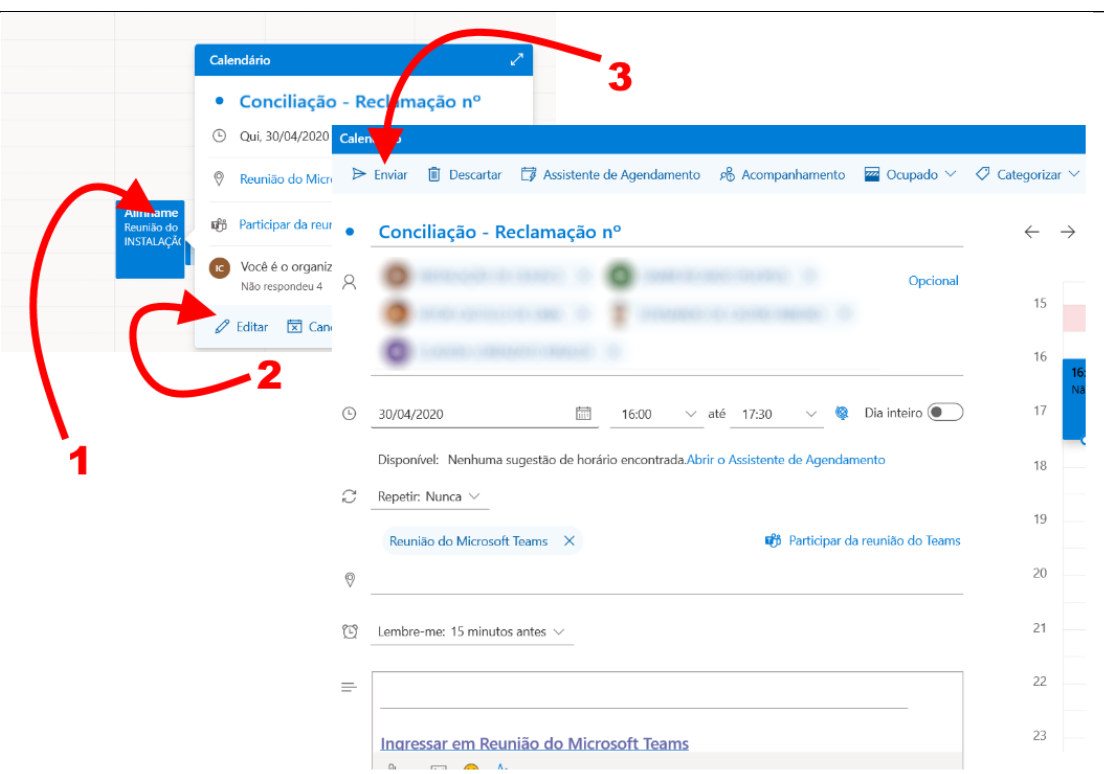 Calendário
Conciliação - Reclamação nº
Qui, 30/04/2020
Reunião do Micr
Participar da reur
Você é o organiz
Não respondeu 4
Editar
Reunião do
INSTALAÇÃ
1
2
3
Enviar Descartar Assistente de Agendamento Acompanhamento Ocupado Categorizar
Conciliação - Reclamação nº
Opcional
30/04/2020 16:00 até 17:30 Dia inteiro
Disponível: Nenhuma sugestão de horário encontrada.Abrir o Assistente de Agendamento
Repetir: Nunca
Reunião do Microsoft Teams Participar da reunião do Teams
Lembre-me: 15 minutos antes
Ingressar em Reunião do Microsoft Teams
15
16
17
18
19
20
21
22
23